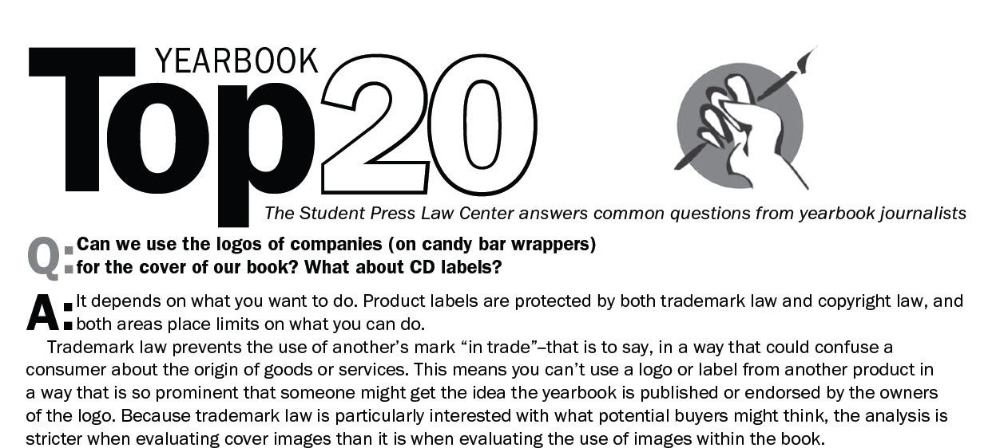 YEARBOOK
Top20
The Student Press Law Center answers common questions from yearbook journalists
Q: Can we use the logos of companies (on candy bar wrappers)
for the cover of our book? What about CD labels?
A: It depends on what you want to do. Product labels are protected by both trademark law and copyright law, and
both areas place limits on what you can do.
Trademark law prevents the use of another’s mark “in trade”–that is to say, in a way that could confuse a
consumer about the origin of goods or services. This means you can’t use a logo or label from another product in
a way that is so prominent that someone might get the idea the yearbook is published or endorsed by the owners
of the logo. Because trademark law is particularly interested with what potential buyers might think, the analysis is
stricter when evaluating cover images than it is when evaluating the use of images within the book.